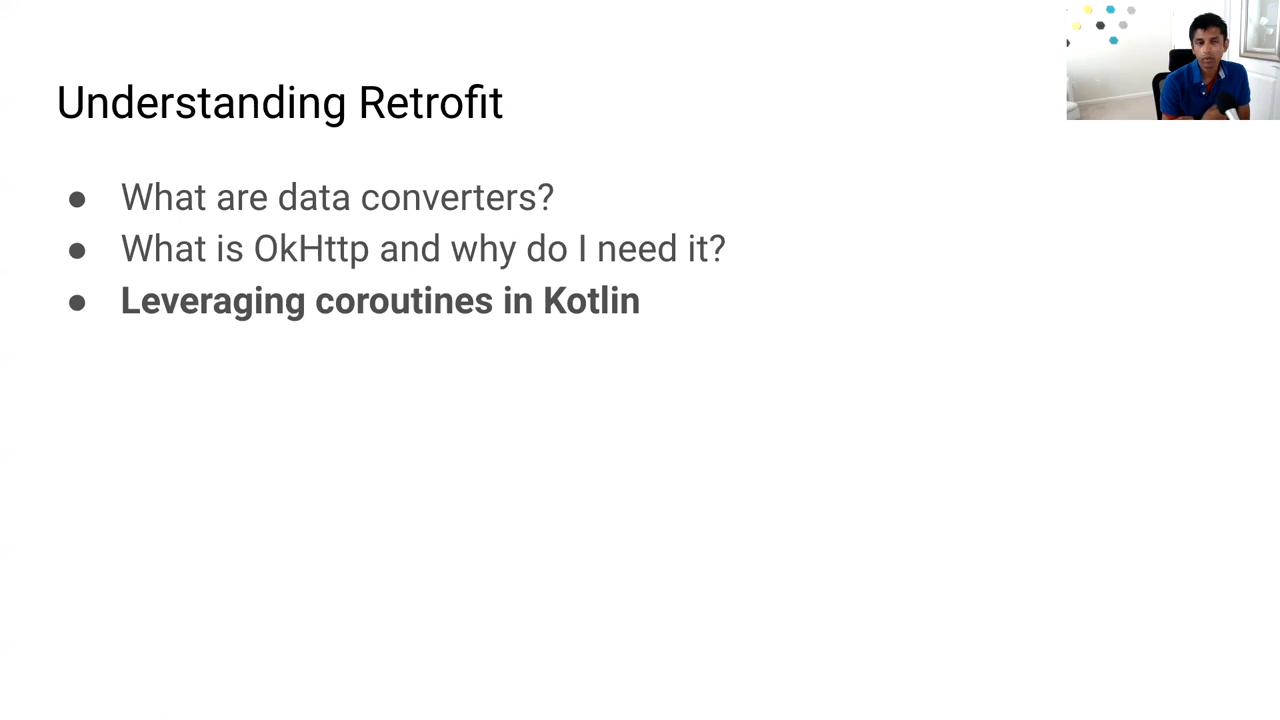 Understanding Retrofit
● What are data converters?
● What is OkHttp and why do I need it?
● Leveraging coroutines in Kotlin